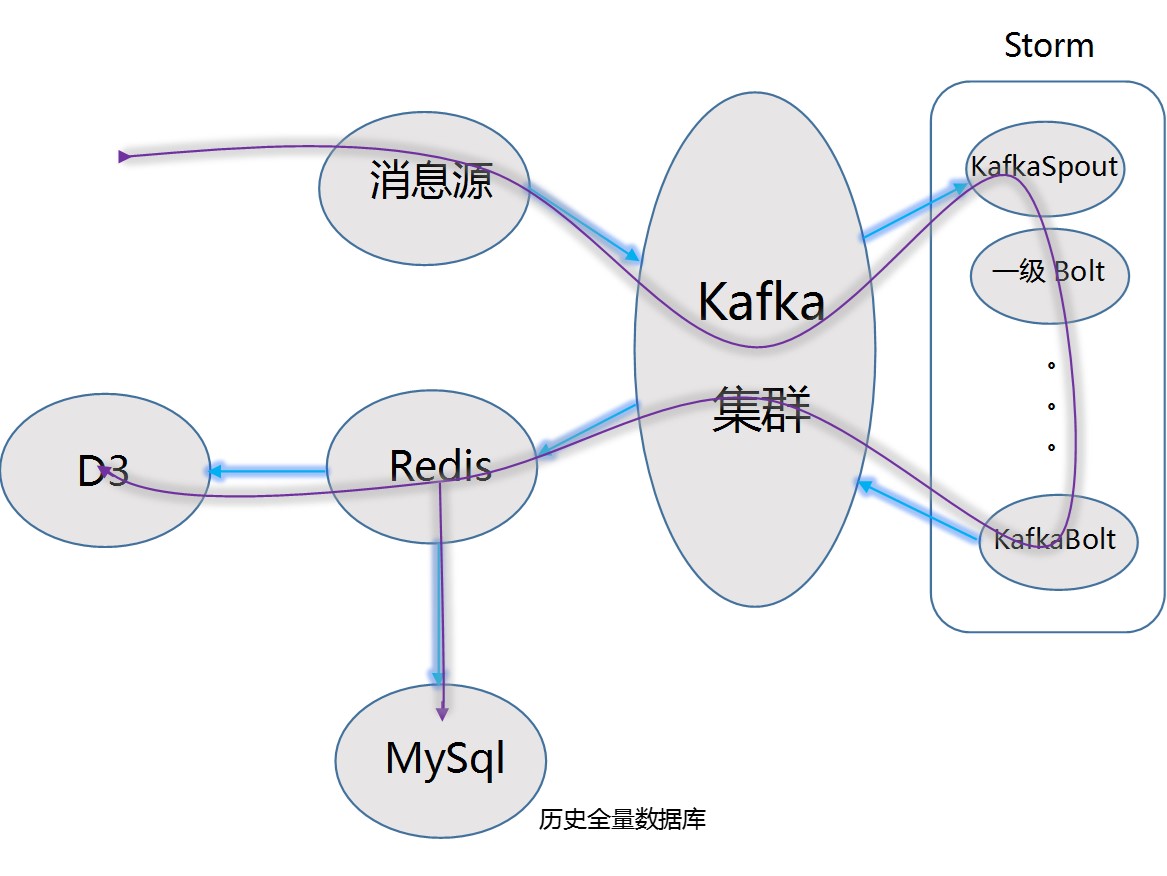 Storm
消息源
KafkaSpout
一级 Bolt
Kafka
集群
D3
Redis
KafkaBolt
MySql
历史全量数据库